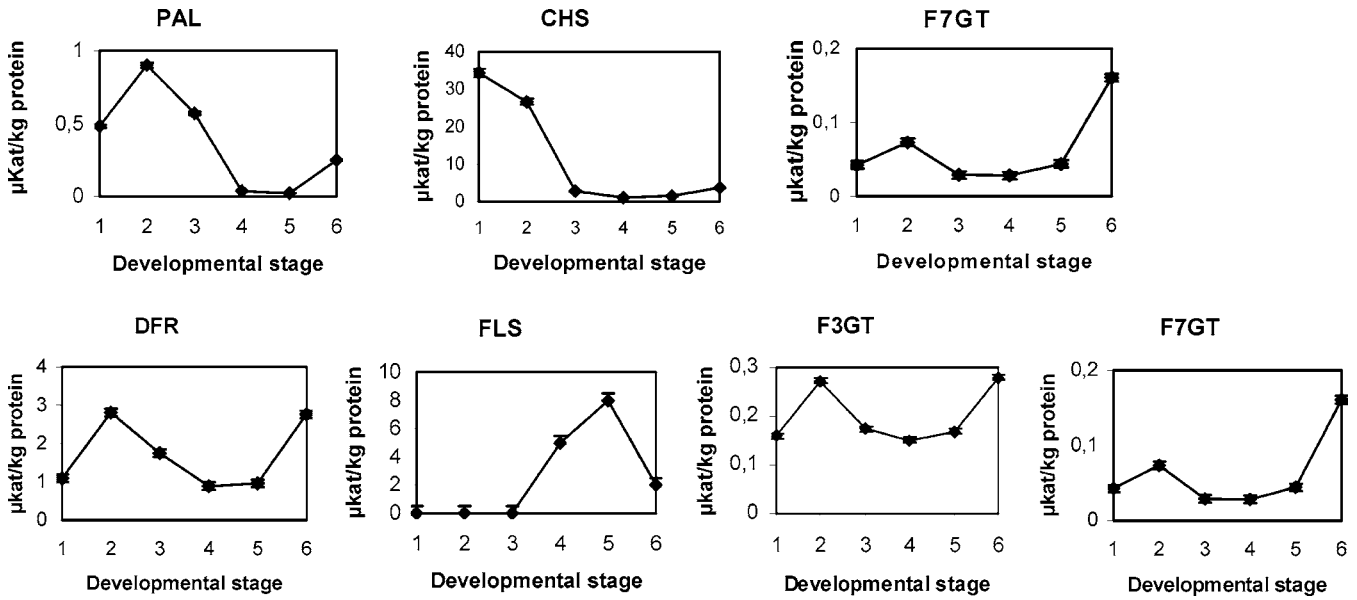 PAL
µKat/kg protein
1
0,5
0
1 2 3 4 5 6
Developmental stage
CHS
µkat/kg protein
40
30
20
10
0
1 2 3 4 5 6
Developmental stage
F7GT
µkat/kg protein
0,2
0,1
0
1 2 3 4 5 6
Developmental stage
DFR
µkat/kg protein
4
3
2
1
0
1 2 3 4 5 6
Developmental stage
FLS
µkat/kg protein
10
8
6
4
2
0
1 2 3 4 5 6
Developmental stage
F3GT
µkat/kg protein
0,3
0,2
0,1
0
1 2 3 4 5 6
Developmental stage
F7GT
µkat/kg protein
0,2
0,1
0
1 2 3 4 5 6
Developmental stage